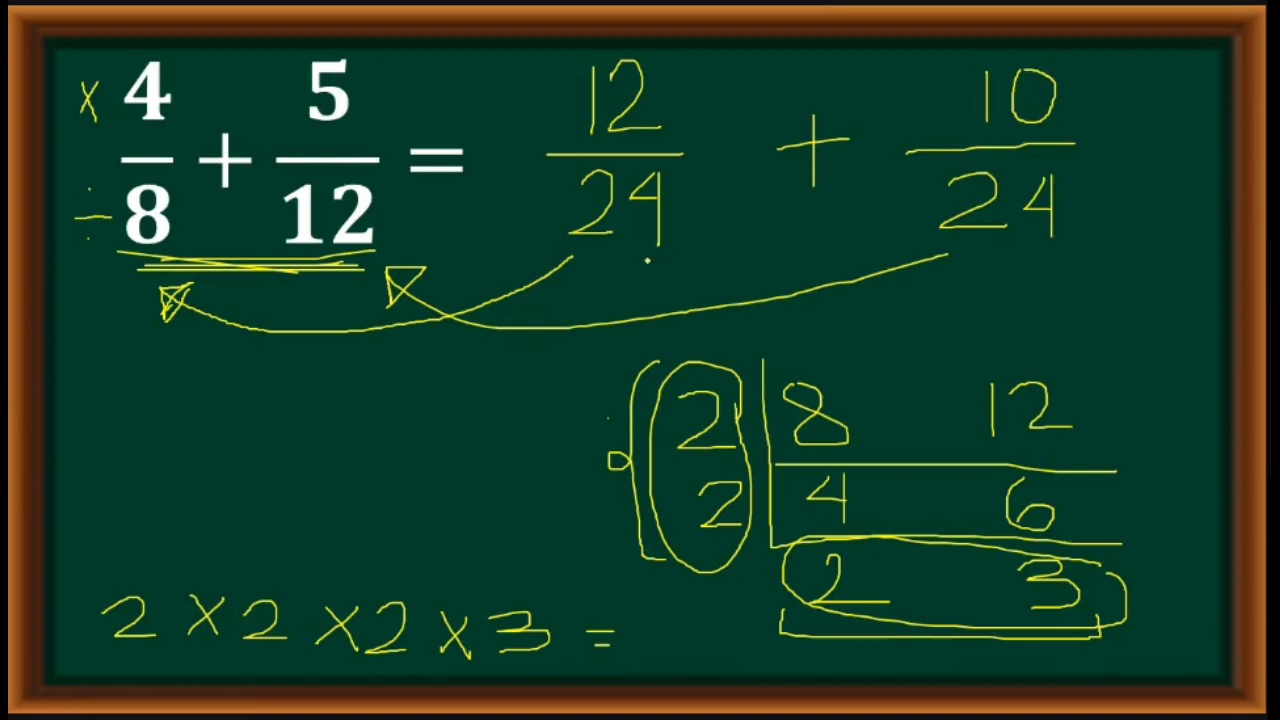 × 4/8 + 5/12 = 12/24 + 10/24
÷
2 | 8 12
2 | 4 6
2 3
2 × 2 × 2 × 3 =